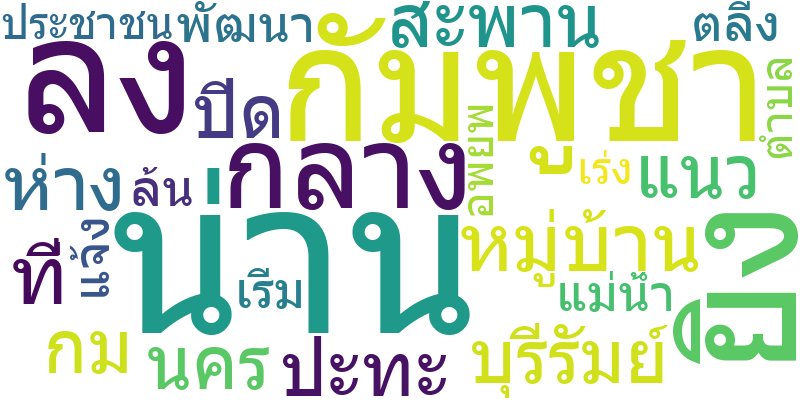 ประชาชน พัฒนา สะพาน ตลิ่ง
ลง ปิด กัมพูชา ตำบล
ห่าง ล้น กลาง อพยพ เร่ง แนว
ที่ แล้ง น่าน เริ่ม หมู่บ้าน ฝั่ง
แม่น้ำ
กม นคร ปะทะ บุรีรัมย์